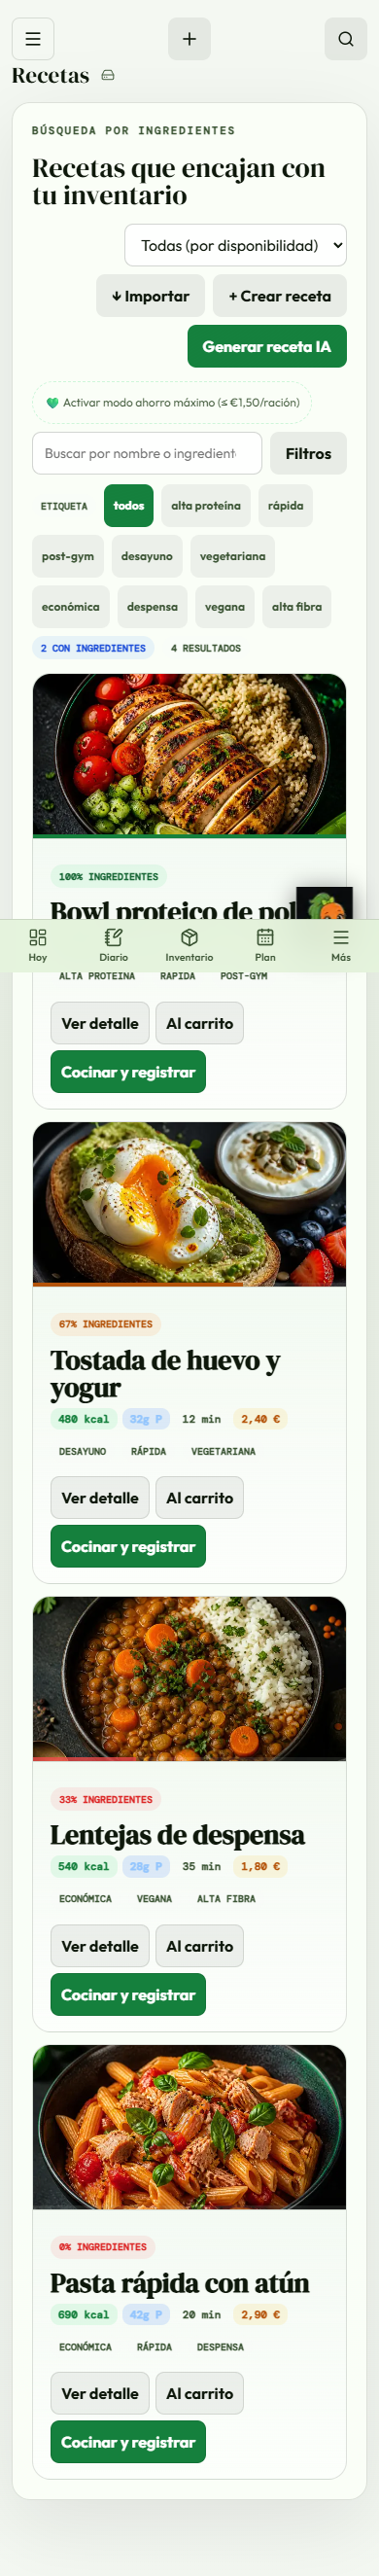 Recetas
BÚSQUEDA POR INGREDIENTES
Recetas que encajan con
tu inventario
Todas (por disponibilidad)
↓ Importar
+ Crear receta
Generar receta IA
💚 Activar modo ahorro máximo (≤ €1,50/ración)
Buscar por nombre o ingredient
Filtros
ETIQUETA todos alta proteína rápida
post-gym desayuno vegetariana
económica despensa vegana alta fibra
2 CON INGREDIENTES 4 RESULTADOS
100% INGREDIENTES
Bowl proteico de pol
Hoy Diario Inventario Plan Más
ALTA PROTEINA RÁPIDA POST-GYM
Ver detalle Al carrito
Cocinar y registrar
67% INGREDIENTES
Tostada de huevo y
yogur
480 kcal 32g P 12 min 2,40 €
DESAYUNO RÁPIDA VEGETARIANA
Ver detalle Al carrito
Cocinar y registrar
33% INGREDIENTES
Lentejas de despensa
540 kcal 28g P 35 min 1,80 €
ECONÓMICA VEGANA ALTA FIBRA
Ver detalle Al carrito
Cocinar y registrar
0% INGREDIENTES
Pasta rápida con atún
690 kcal 42g P 20 min 2,90 €
ECONÓMICA RÁPIDA DESPENSA
Ver detalle Al carrito
Cocinar y registrar